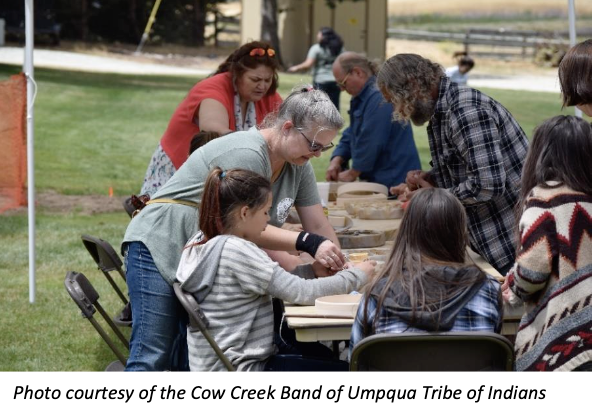 Photo courtesy of the Cow Creek Band of Umpqua Tribe of Indians